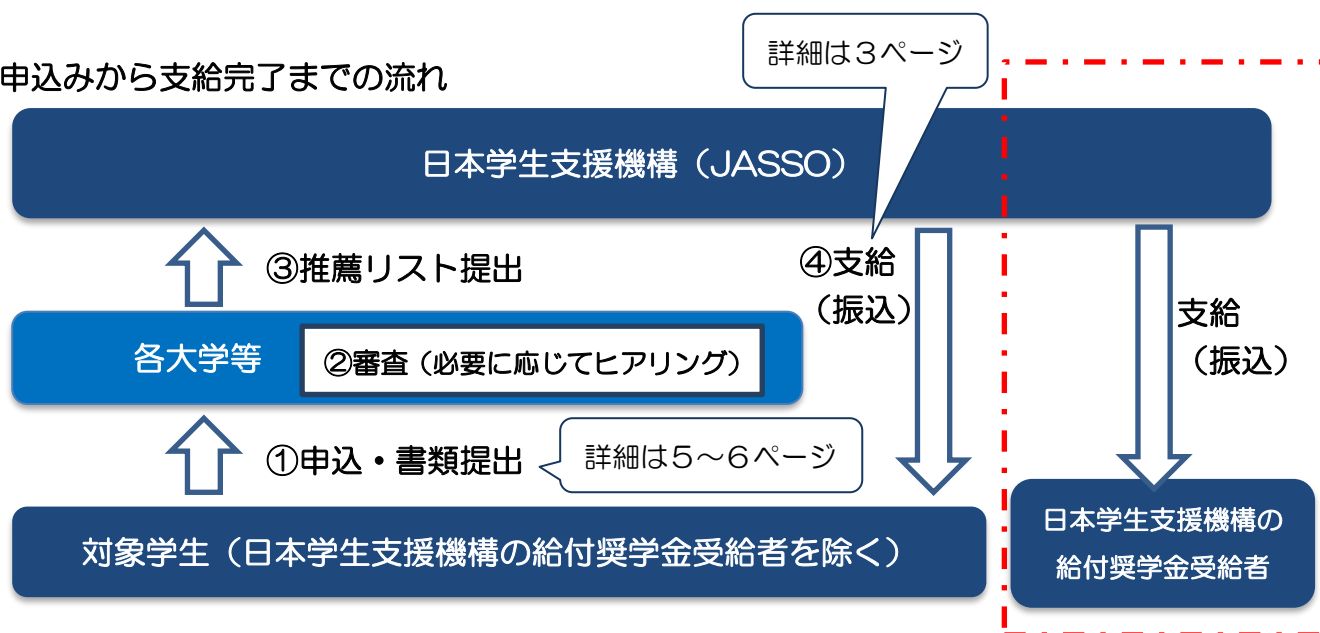 詳細は３ページ
申込みから支給完了までの流れ
日本学生支援機構（JASSO）
③推薦リスト提出
④支給
（振込）
支給
（振込）
各大学等
②審査（必要に応じてヒアリング）
①申込・書類提出
詳細は５～６ページ
対象学生（日本学生支援機構の給付奨学金受給者を除く）
日本学生支援機構の
給付奨学金受給者